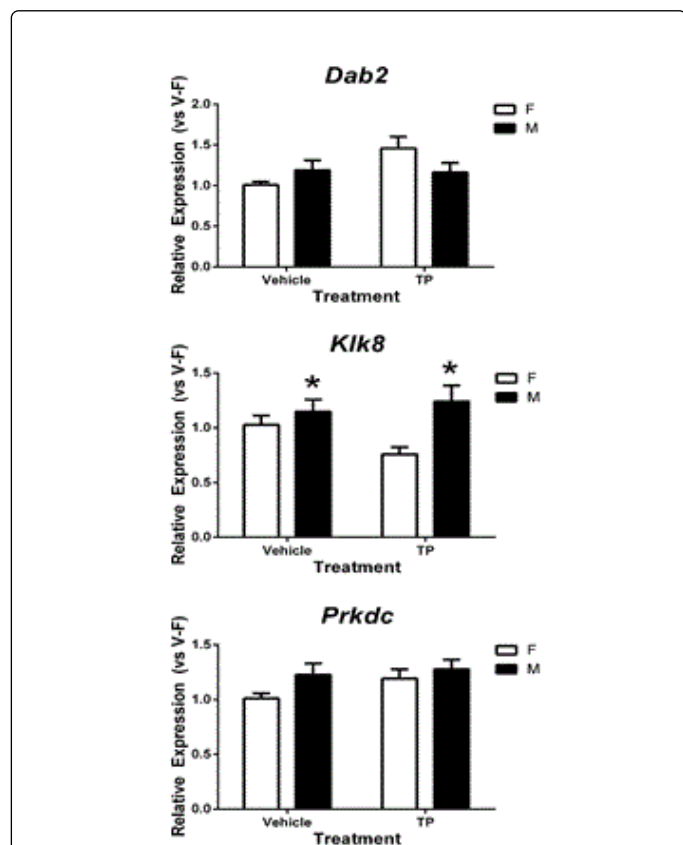 Dab2
Relative Expression (vs V-F)
2.0
1.5
1.0
0.5
0.0
Vehicle
TP
Treatment
F
M
Klk8
Relative Expression (vs V-F)
1.5
1.0
0.5
0.0
*
*
Vehicle
TP
Treatment
F
M
Prkdc
Relative Expression (vs V-F)
1.5
1.0
0.5
0.0
Vehicle
TP
Treatment
F
M